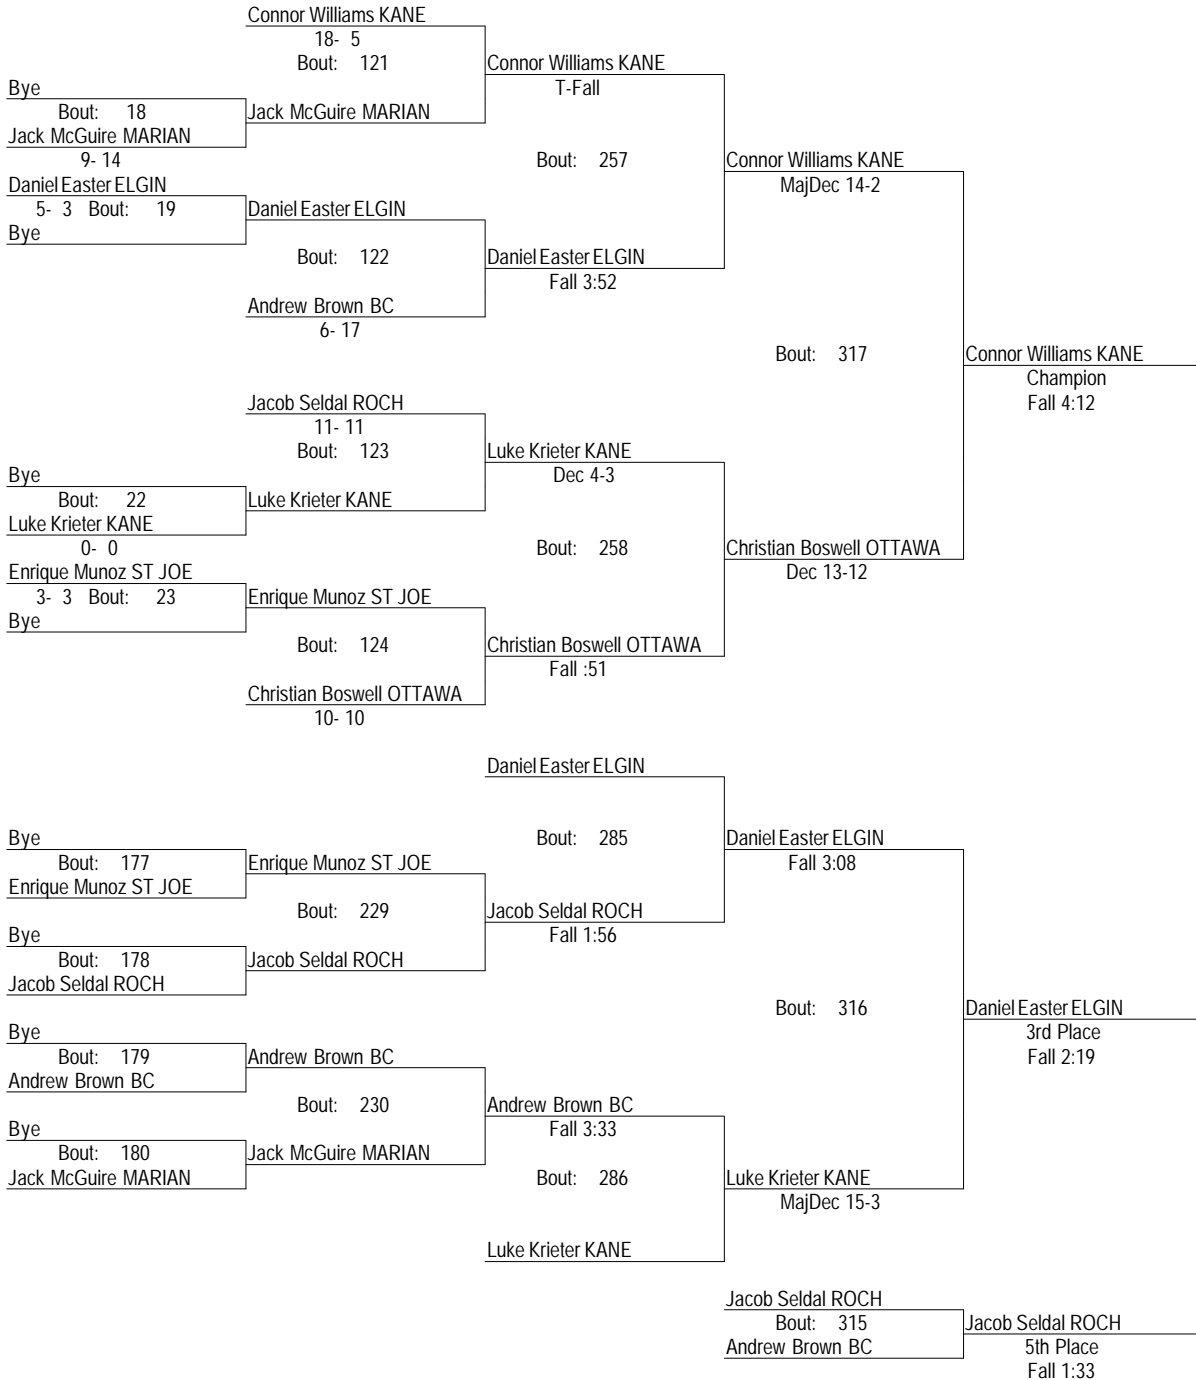 Connor Williams KANE
18- 5
Bout: 121
Connor Williams KANE
T-Fall
Bye
Bout: 18
Jack McGuire MARIAN
Jack McGuire MARIAN
9- 14
Bout: 257
Connor Williams KANE
MajDec 14-2
Daniel Easter ELGIN
5- 3 Bout: 19
Daniel Easter ELGIN
Bye
Bout: 122
Daniel Easter ELGIN
Fall 3:52
Andrew Brown BC
6- 17
Bout: 317
Connor Williams KANE
Champion
Fall 4:12
Jacob Seldal ROCH
11- 11
Bout: 123
Luke Krieter KANE
Dec 4-3
Bye
Bout: 22
Luke Krieter KANE
Luke Krieter KANE
0- 0
Bout: 258
Christian Boswell OTTAWA
Dec 13-12
Enrique Munoz ST JOE
3- 3 Bout: 23
Enrique Munoz ST JOE
Bye
Bout: 124
Christian Boswell OTTAWA
Fall :51
Christian Boswell OTTAWA
10- 10
Daniel Easter ELGIN
Bout: 285
Daniel Easter ELGIN
Fall 3:08
Bye
Bout: 177
Enrique Munoz ST JOE
Enrique Munoz ST JOE
Bout: 229
Jacob Seldal ROCH
Fall 1:56
Bye
Bout: 178
Jacob Seldal ROCH
Jacob Seldal ROCH
Bout: 316
Daniel Easter ELGIN
3rd Place
Fall 2:19
Bye
Bout: 179
Andrew Brown BC
Andrew Brown BC
Bout: 230
Andrew Brown BC
Fall 3:33
Bye
Bout: 180
Jack McGuire MARIAN
Jack McGuire MARIAN
Bout: 286
Luke Krieter KANE
MajDec 15-3
Luke Krieter KANE
Jacob Seldal ROCH
Bout: 315
Jacob Seldal ROCH
Andrew Brown BC
5th Place
Fall 1:33